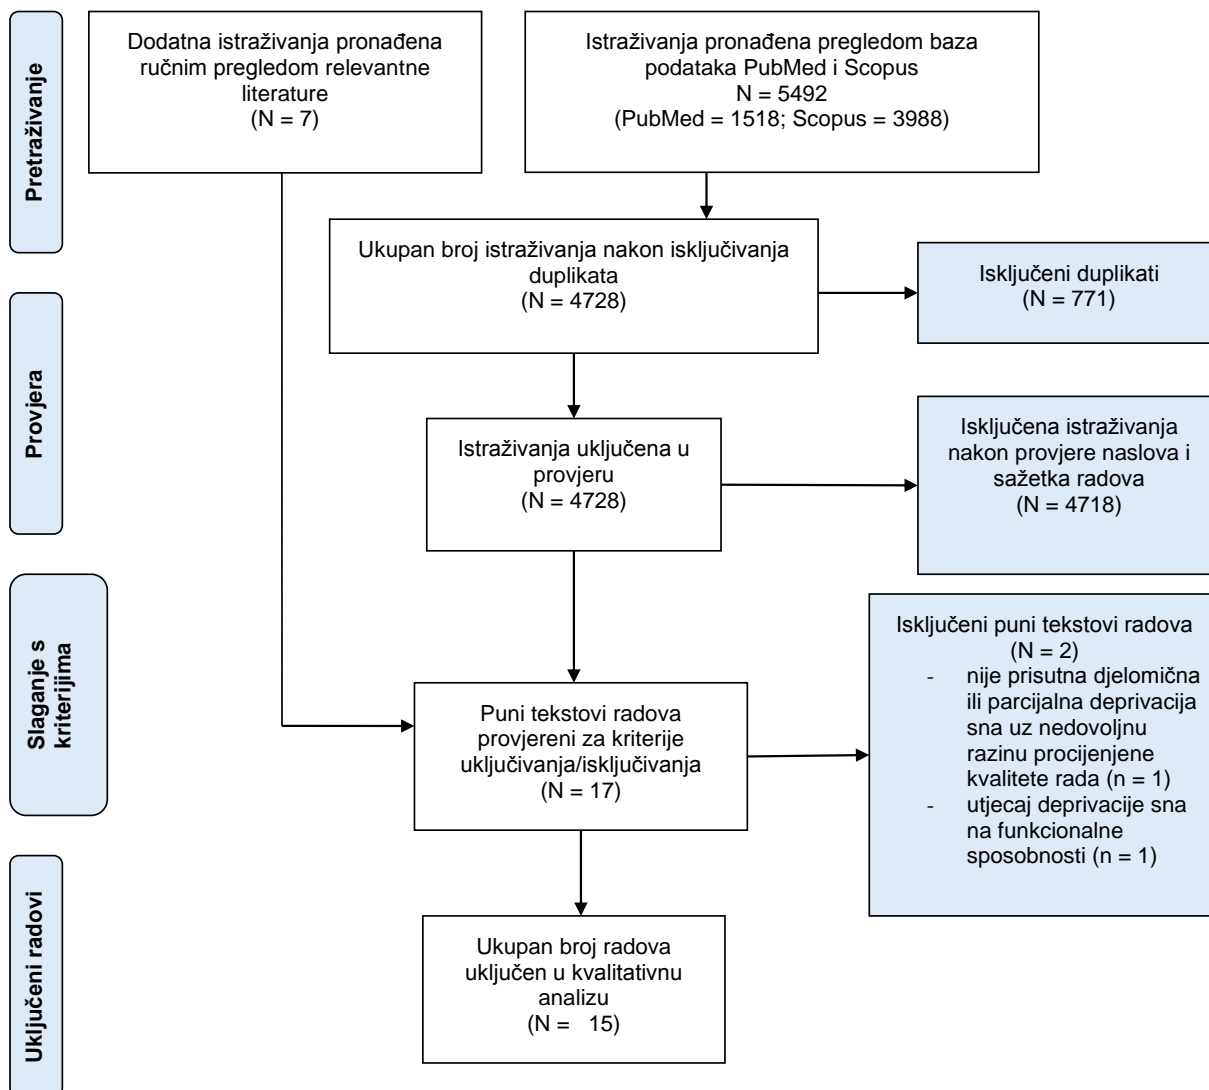 Pretraživanje
Dodatna istraživanja pronađena
ručnim pregledom relevantne
literature
(N = 7)
Istraživanja pronađena pregledom baza
podataka PubMed i Scopus
N = 5492
(PubMed = 1518; Scopus = 3988)
Ukupan broj istraživanja nakon isključivanja
duplikata
(N = 4728)
Isključeni duplikati
(N = 771)
Provjera
Istraživanja uključena u
provjeru
(N = 4728)
Isključena istraživanja
nakon provjere naslova i
sažetka radova
(N = 4718)
Slaganje s
kriterijima
Puni tekstovi radova
provjereni za kriterije
uključivanja/isključivanja
(N = 17)
Isključeni puni tekstovi radova
(N = 2)
- nije prisutna djelomična
ili parcijalna deprivacija
sna uz nedovoljnu
razinu procijenjene
kvalitete rada (n = 1)
- utjecaj deprivacije sna
na funkcionalne
sposobnosti (n = 1)
Uključeni radovi
Ukupan broj radova
uključen u kvalitativnu
analizu
(N = 15)